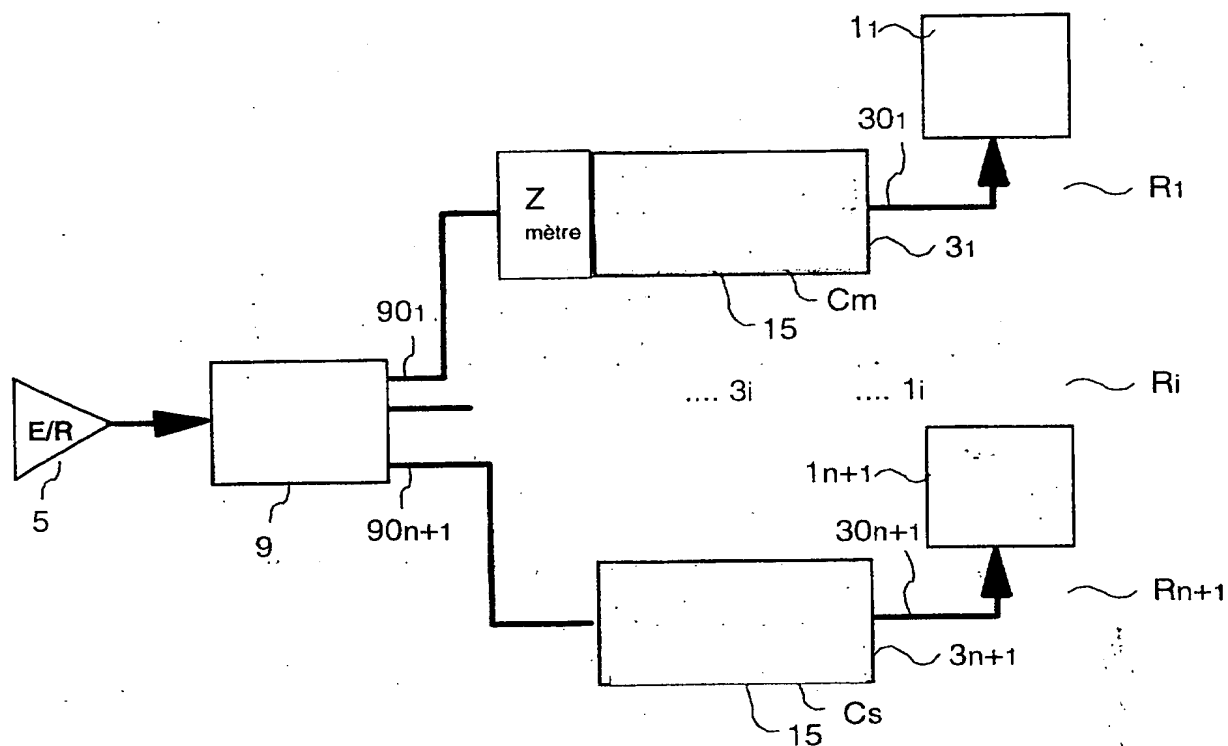 11
301
Z
mètre
R1
31
Cm
15
901
E/R
5
9
.... 3i
.... 1i
Ri
1n+1
90n+1
30n+1
Rn+1
3n+1
Cs
15